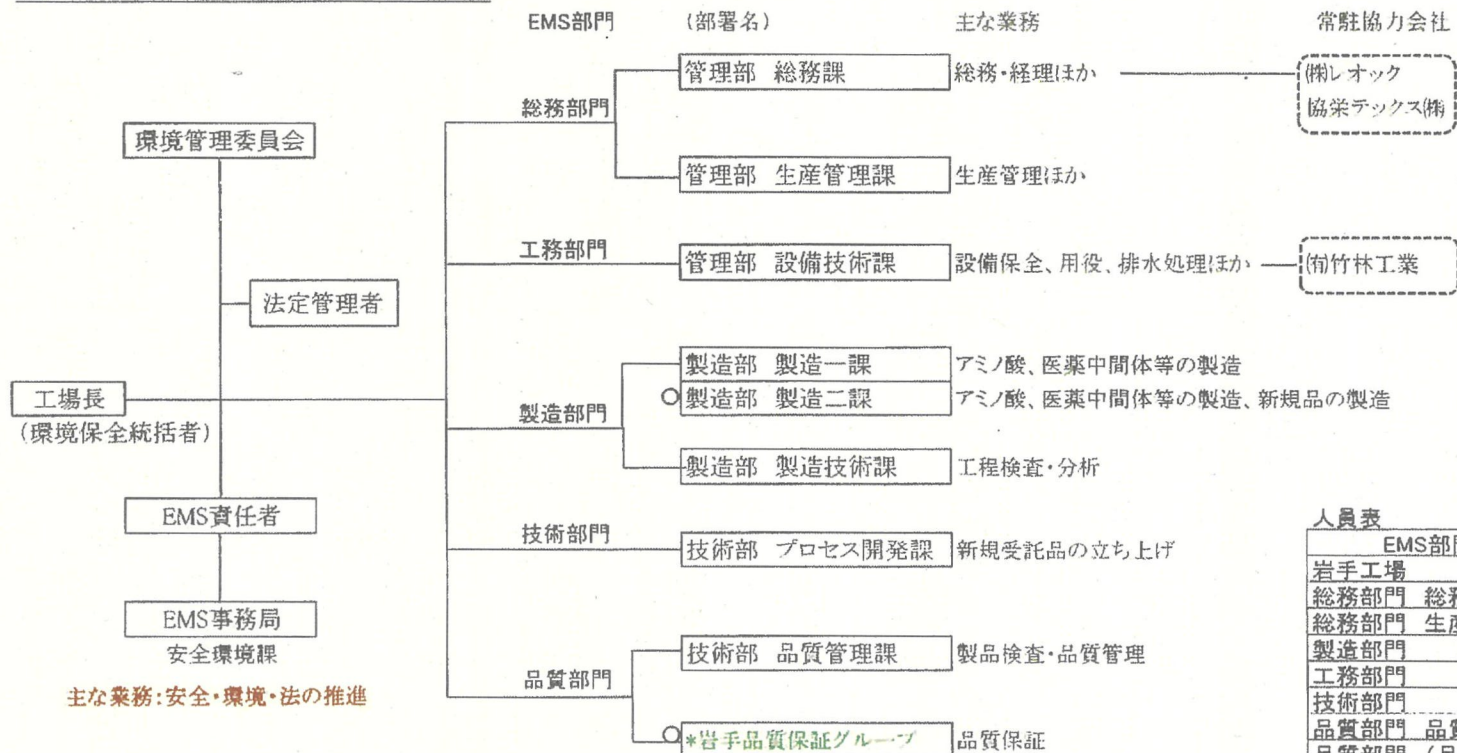 EMS部門 (部署名) 主な業務 常駐協力会社
管理部 総務課 総務・経理ほか ㈱レオック
総務部門 協栄テックス㈱
環境管理委員会
管理部 生産管理課 生産管理ほか
工務部門
管理部 設備技術課 設備保全、用役、排水処理ほか ㈲竹林工業
法定管理者
製造部 製造一課 アミノ酸、医薬中間体等の製造
工場長 製造部 製造二課 アミノ酸、医薬中間体等の製造、新規品の製造
製造部門
(環境保全統括者)
製造部 製造技術課 工程検査・分析
EMS責任者
技術部門
技術部 プロセス開発課 新規受託品の立ち上げ
EMS事務局
安全環境課
技術部 品質管理課 製品検査・品質管理
品質部門
主な業務:安全・環境・法の推進
*岩手品質保証グループ 品質保証
人員表
EMS部
岩手工場
総務部門 総
総務部門 生
製造部門
工務部門
技術部門
品質部門 品
品質部門